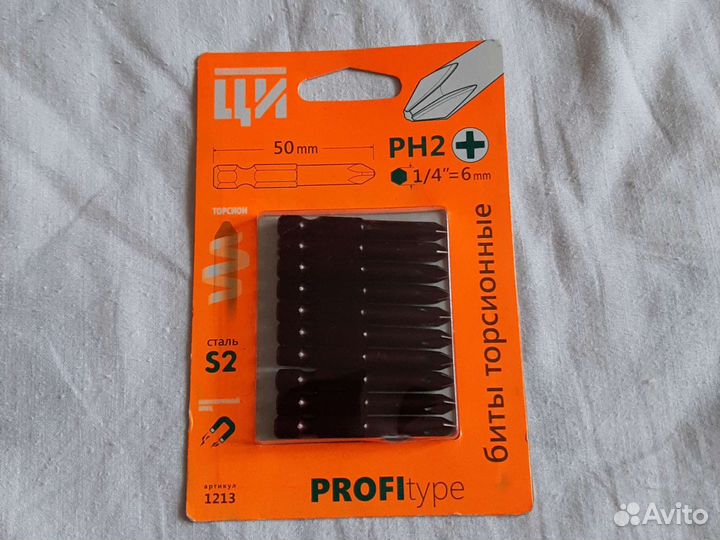 ЦИ
50 mm
PH2
1/4"=6 mm
ТОРСИОН
сталь
S2
биты торсионные
артикул
1213
PROFItype
Avito